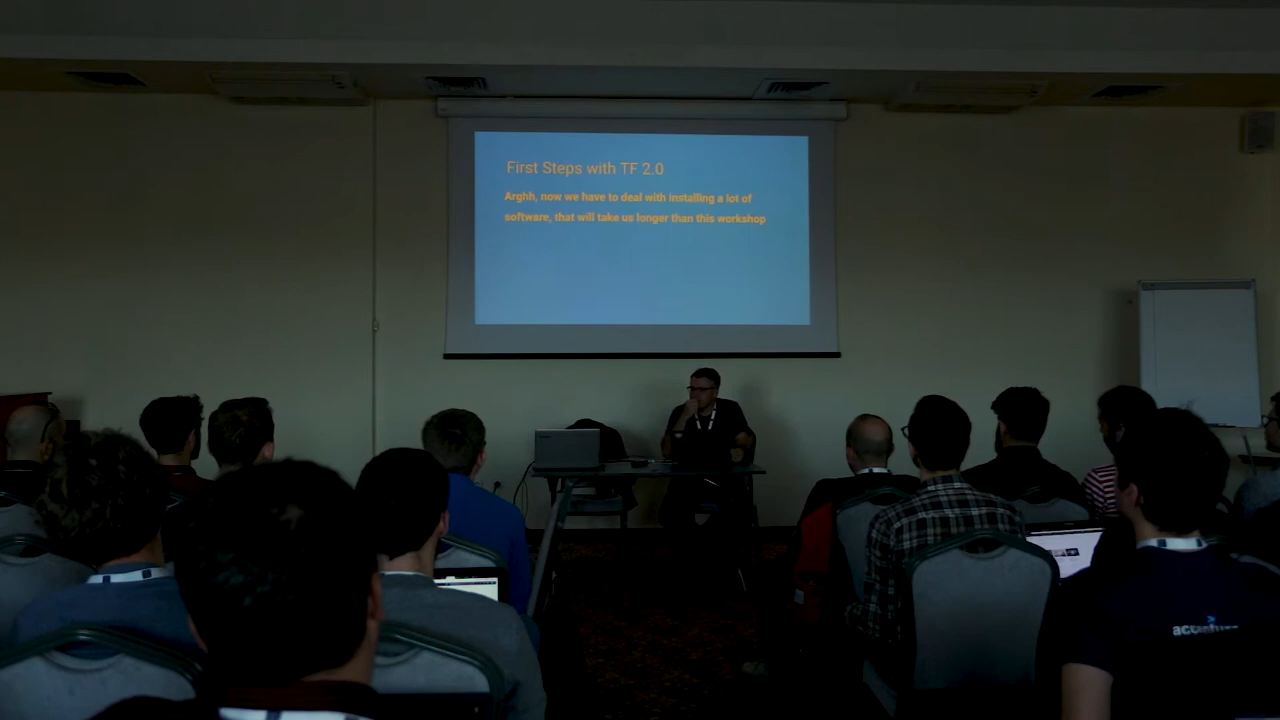 First Steps with TF 2.0
Arghh, now we have to deal with installing a lot of
software, that will take us longer than this workshop
accenture